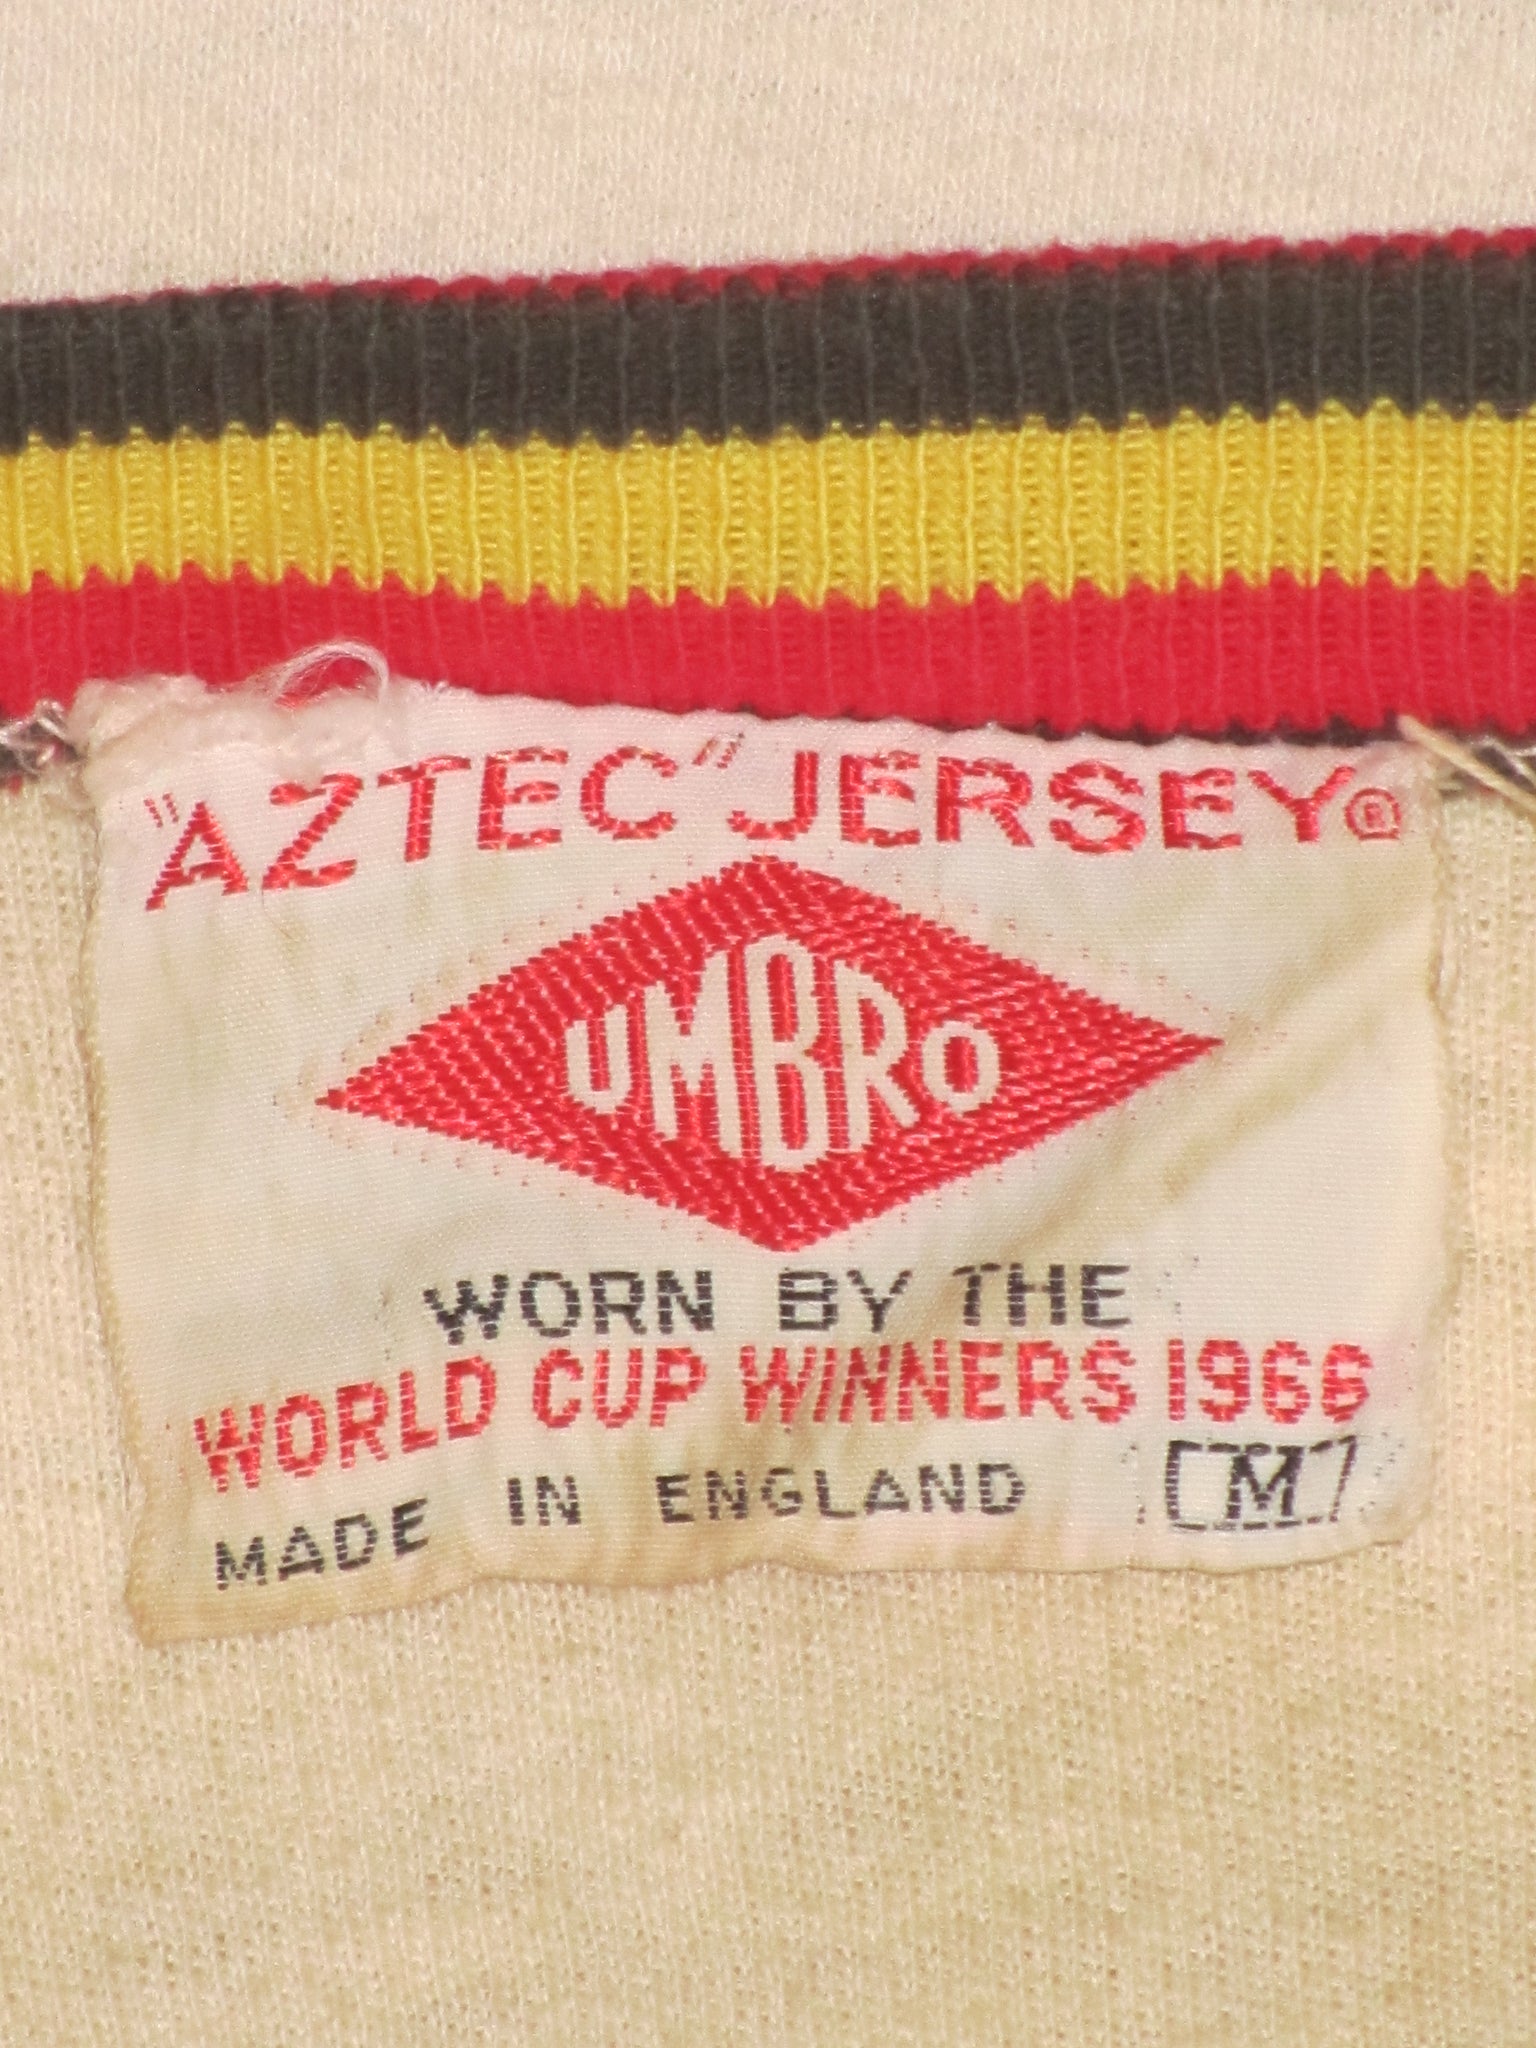 "AZTEC" JERSEY®
UMBRO
WORN BY THE
WORLD CUP WINNERS 1966
MADE IN ENGLAND M